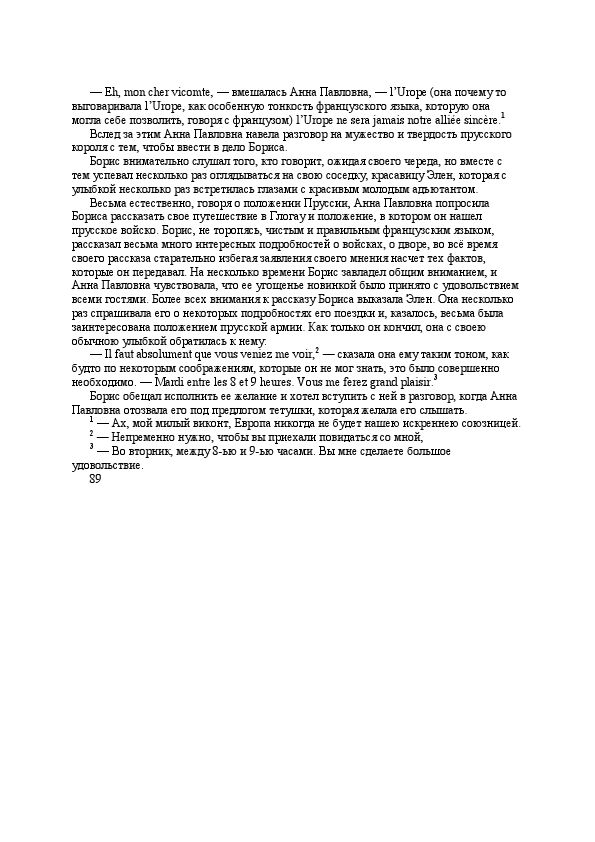 — Eh, mon cher vicomte, — вмешалась Анна Павловна, — l’Urope (она почему то
выговаривала l’Urope, как особенную тонкость французского языка, которую она
могла себе позволить, говоря с французом) l’Urope ne sera jamais notre alliée sincère.1
Вслед за этим Анна Павловна навела разговор на мужество и твердость прусского
короля с тем, чтобы ввести в дело Бориса.
Борис внимательно слушал того, кто говорит, ожидая своего череда, но вместе с
тем успевал несколько раз оглядываться на свою соседку, красавицу Элен, которая с
улыбкой несколько раз встретилась глазами с красивым молодым адъютантом.
Весьма естественно, говоря о положении Пруссии, Анна Павловна попросила
Бориса рассказать свое путешествие в Глогау и положение, в котором он нашел
прусское войско. Борис, не торопясь, чистым и правильным французским языком,
рассказал весьма много интересных подробностей о войсках, о дворе, во всё время
своего рассказа старательно избегая заявления своего мнения насчет тех фактов,
которые он передавал. На несколько времени Борис завладел общим вниманием, и
Анна Павловна чувствовала, что ее угощенье новинкой было принято с удовольствием
всеми гостями. Более всех внимания к рассказу Бориса выказала Элен. Она несколько
раз спрашивала его о некоторых подробностях его поездки и, казалось, весьма была
заинтересована положением прусской армии. Как только он кончил, она с своею
обычною улыбкой обратилась к нему:
— Il faut absolument que vous veniez me voir,2 — сказала она ему таким тоном, как
будто по некоторым соображениям, которые он не мог знать, это было совершенно
необходимо. — Mardi entre les 8 et 9 heures. Vous me ferez grand plaisir.3
Борис обещал исполнить ее желание и хотел вступить с ней в разговор, когда Анна
Павловна отозвала его под предлогом тетушки, которая желала его слышать.
1 — Ах, мой милый виконт, Европа никогда не будет нашею искреннею союзницей.
2 — Непременно нужно, чтобы вы приехали повидаться со мной,
3 — Во вторник, между 8-ью и 9-ью часами. Вы мне сделаете большое
удовольствие.
89